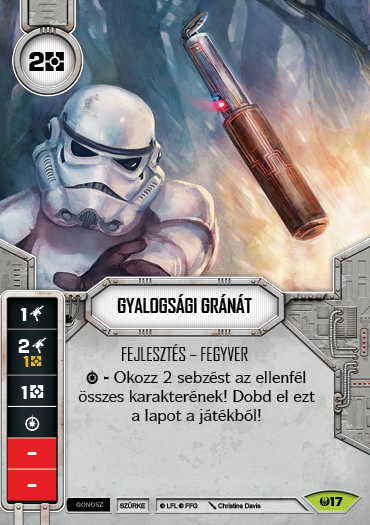 2
GYALOGSÁGI GRÁNÁT
FEJLESZTÉS – FEGYVER
- Okozz 2 sebzést az ellenfél
összes karakterének! Dobd el ezt
a lapot a játékból!
1
2
1
1
-
-
GONOSZ SZÜRKE © LFL © FFG Christina Davis 17